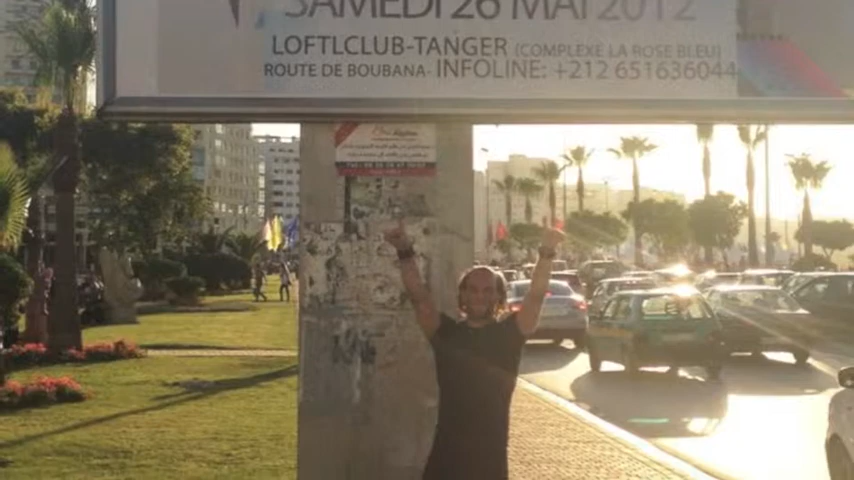 SAMEDI 26 MAI 2012
LOFTLCLUB-TANGER (COMPLEXE LA ROSE BLEU)
ROUTE DE BOUBANA- INFOLINE: +212 651636044